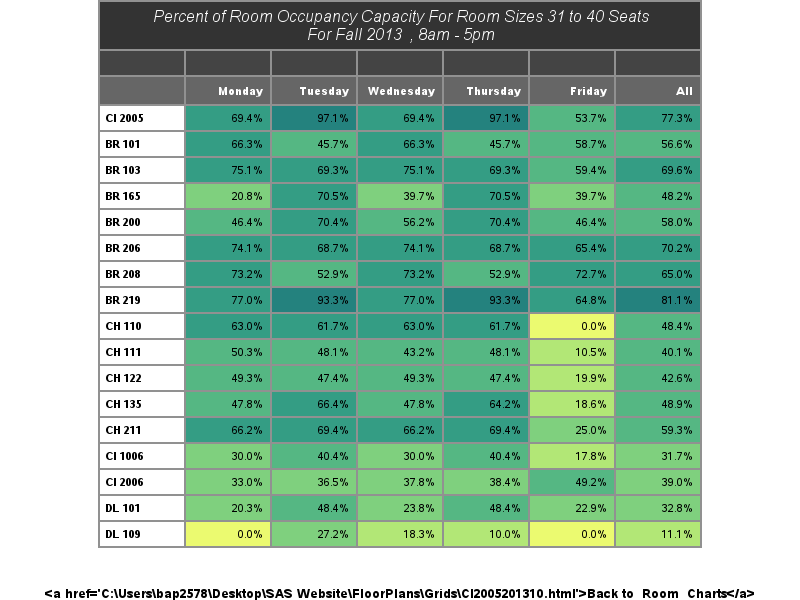 Percent of Room Occupancy Capacity For Room Sizes 31 to 40 Seats
For Fall 2013 , 8am - 5pm
Monday Tuesday Wednesday Thursday Friday All
CI 2005 69.4% 97.1% 69.4% 97.1% 53.7% 77.3%
BR 101 66.3% 45.7% 66.3% 45.7% 58.7% 56.6%
BR 103 75.1% 69.3% 75.1% 69.3% 59.4% 69.6%
BR 165 20.8% 70.5% 39.7% 70.5% 39.7% 48.2%
BR 200 46.4% 70.4% 56.2% 70.4% 46.4% 58.0%
BR 206 74.1% 68.7% 74.1% 68.7% 65.4% 70.2%
BR 208 73.2% 52.9% 73.2% 52.9% 72.7% 65.0%
BR 219 77.0% 93.3% 77.0% 93.3% 64.8% 81.1%
CH 110 63.0% 61.7% 63.0% 61.7% 0.0% 48.4%
CH 111 50.3% 48.1% 43.2% 48.1% 10.5% 40.1%
CH 122 49.3% 47.4% 49.3% 47.4% 19.9% 42.6%
CH 135 47.8% 66.4% 47.8% 64.2% 18.6% 48.9%
CH 211 66.2% 69.4% 66.2% 69.4% 25.0% 59.3%
CI 1006 30.0% 40.4% 30.0% 40.4% 17.8% 31.7%
CI 2006 33.0% 36.5% 37.8% 38.4% 49.2% 39.0%
DL 101 20.3% 48.4% 23.8% 48.4% 22.9% 32.8%
DL 109 0.0% 27.2% 18.3% 10.0% 0.0% 11.1%
<a href='C:\Users\bap2578\Desktop\SAS Website\FloorPlans\Grids\CI2005201310.html'>Back to Room Charts</a>